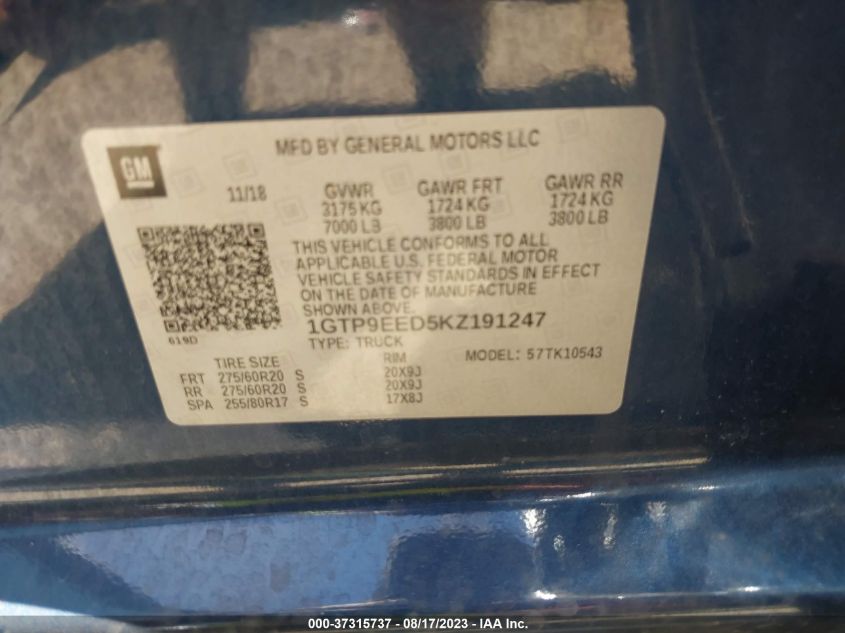 MFD BY GENERAL MOTORS LLC
GM
11/18
GVWR GAWR FRT GAWR RR
3175 KG 1724 KG 1724 KG
7000 LB 3800 LB 3800 LB
THIS VEHICLE CONFORMS TO ALL
APPLICABLE U.S. FEDERAL MOTOR
VEHICLE SAFETY STANDARDS IN EFFECT
ON THE DATE OF MANUFACTURE
SHOWN ABOVE.
619D
1GTP9EED5KZ191247
TYPE: TRUCK
MODEL: 57TK10543
TIRE SIZE RIM
FRT 275/60R20 S 20X9J
RR 275/60R20 S 20X9J
SPA 255/80R17 S 17X8J
000-37315737 - 08/17/2023 - IAA Inc.